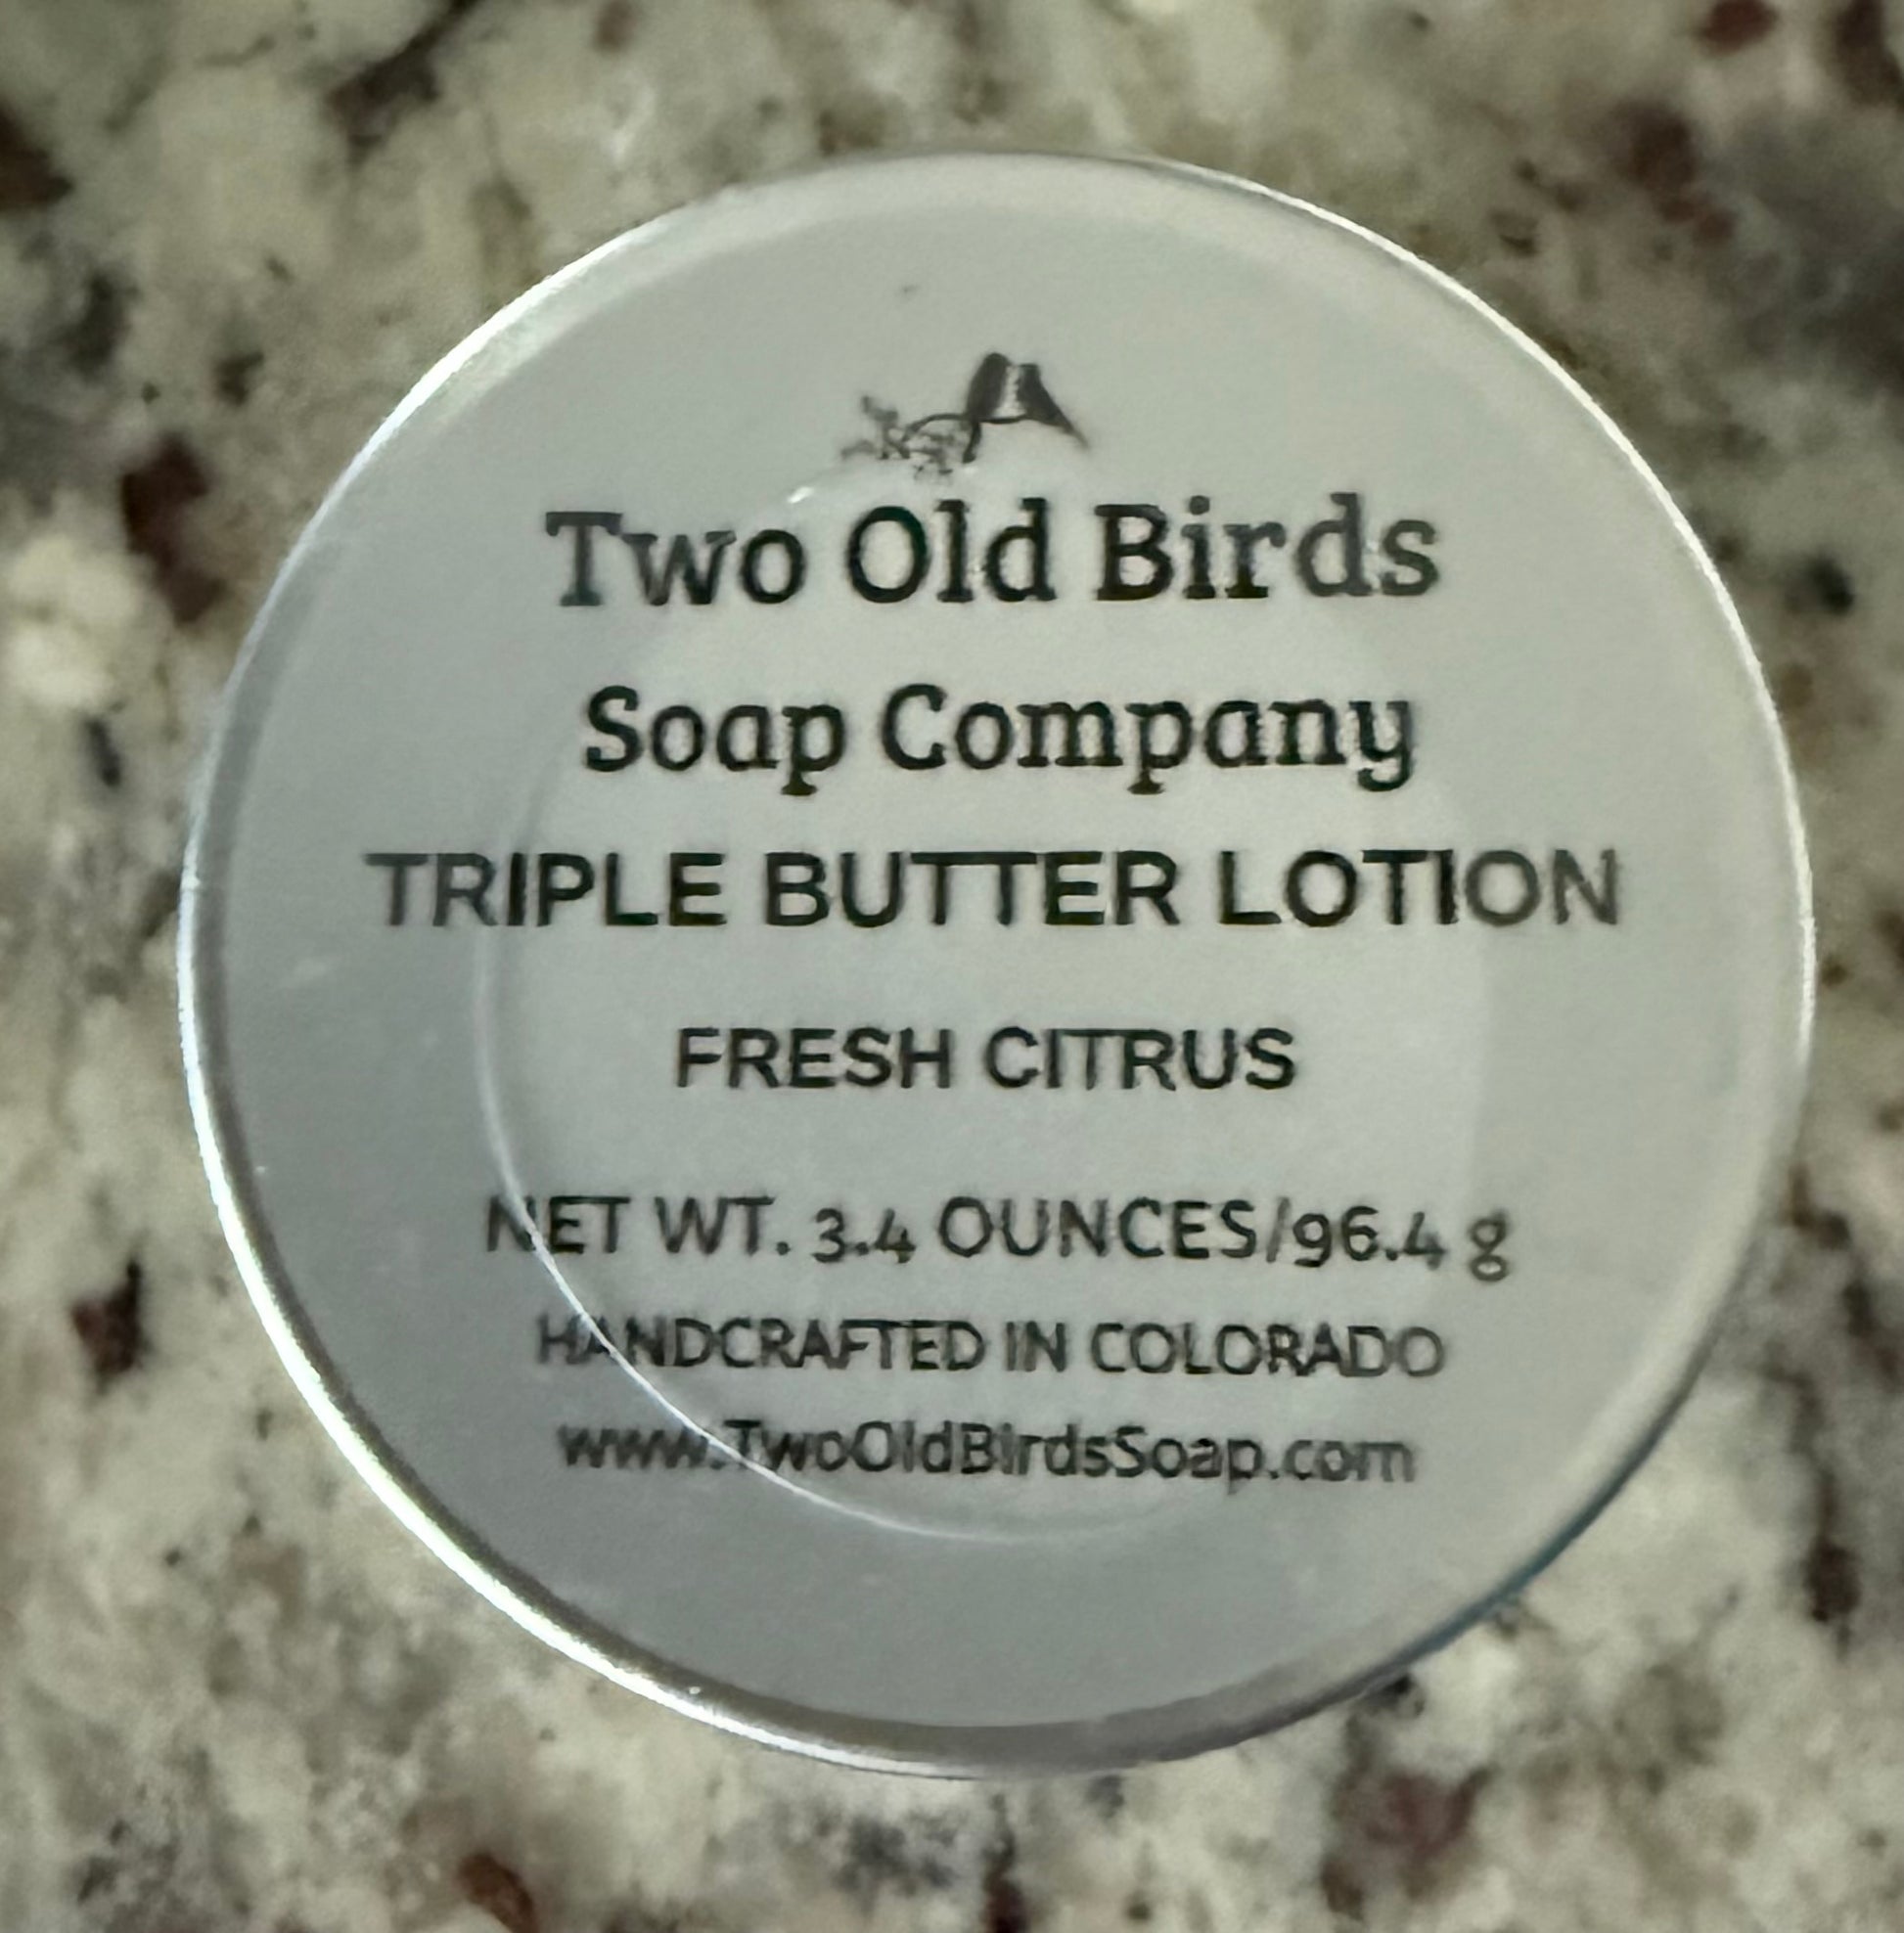 Two Old Birds
Soap Company
TRIPLE BUTTER LOTION
FRESH CITRUS
NET WT. 3.4 OUNCES/96.4 g
HANDCRAFTED IN COLORADO
www.TwoOldBirdsSoap.com